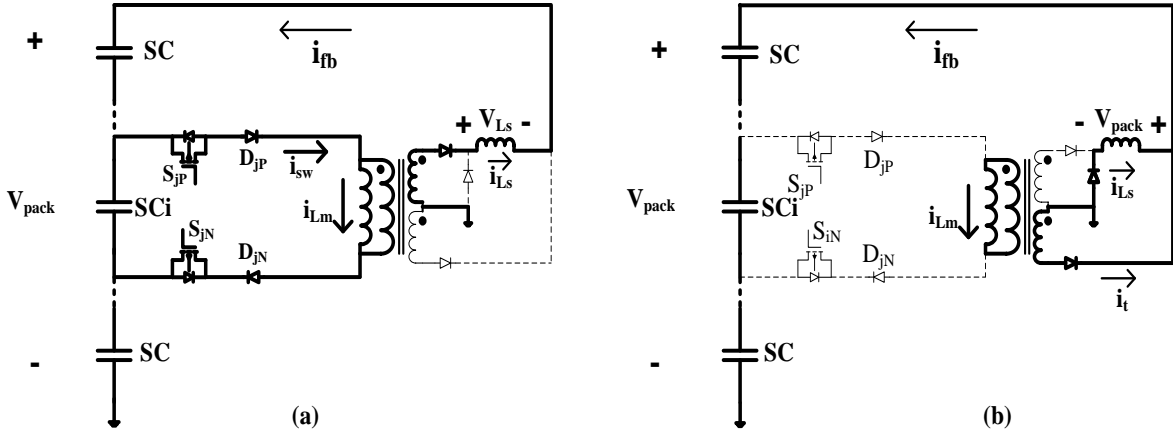 +
SC
i_fb
V_Ls
+ -
D_jP
i_sw
S_jP
i_Ls
V_pack
SCi
i_Lm
S_jN
D_jN
-
SC
(a)
+
SC
i_fb
V_pack
- +
D_jP
S_jP
i_Ls
V_pack
SCi
i_Lm
S_iN
D_jN
i_t
-
SC
(b)